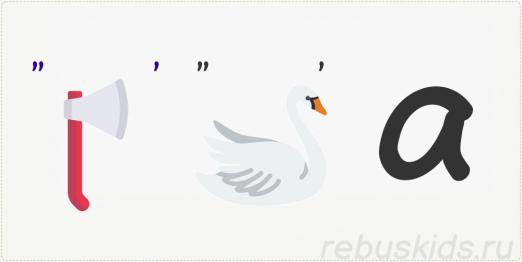 ” ’ ” ’ а
rebuskids.ru